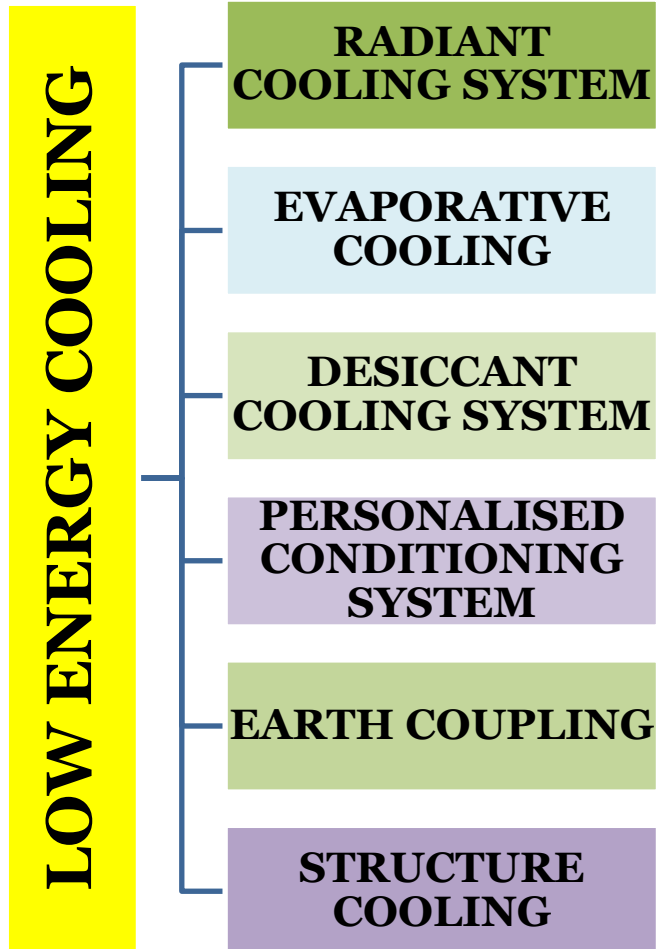 LOW ENERGY COOLING
RADIANT
COOLING SYSTEM
EVAPORATIVE
COOLING
DESICCANT
COOLING SYSTEM
PERSONALISED
CONDITIONING
SYSTEM
EARTH COUPLING
STRUCTURE
COOLING